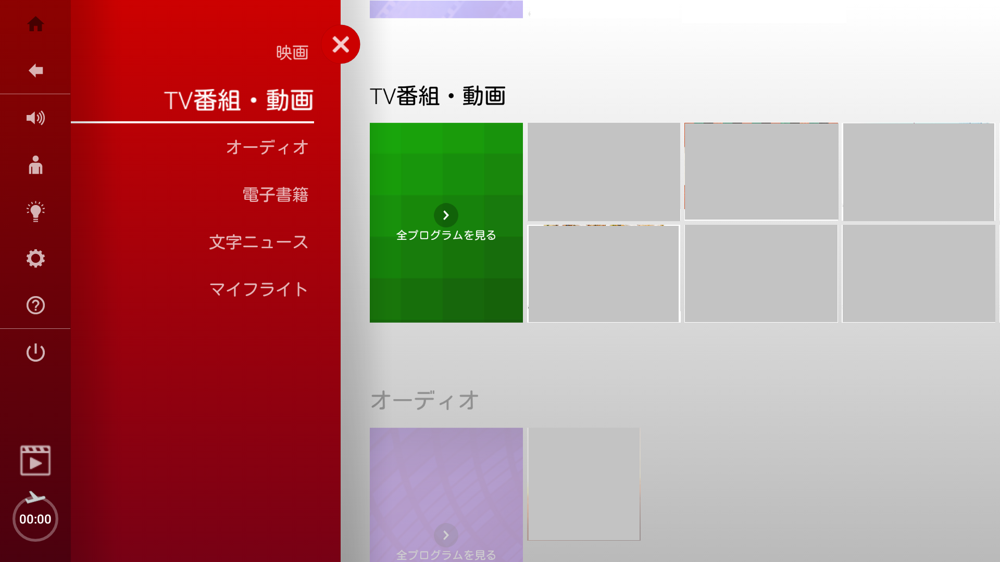 映画
TV番組・動画
オーディオ
電子書籍
文字ニュース
マイフライト
00:00
TV番組・動画
全プログラムを見る
オーディオ
全プログラムを見る